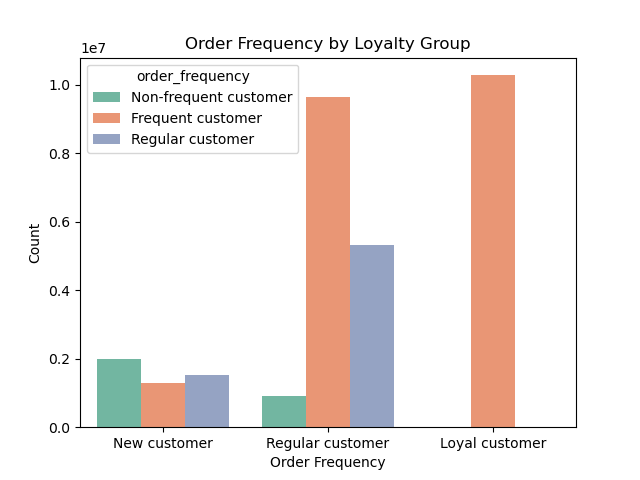 Order Frequency by Loyalty Group
1e7
order_frequency
Non-frequent customer
Frequent customer
Regular customer
1.0
0.8
0.6
0.4
0.2
0.0
Count
New customer
Regular customer
Loyal customer
Order Frequency